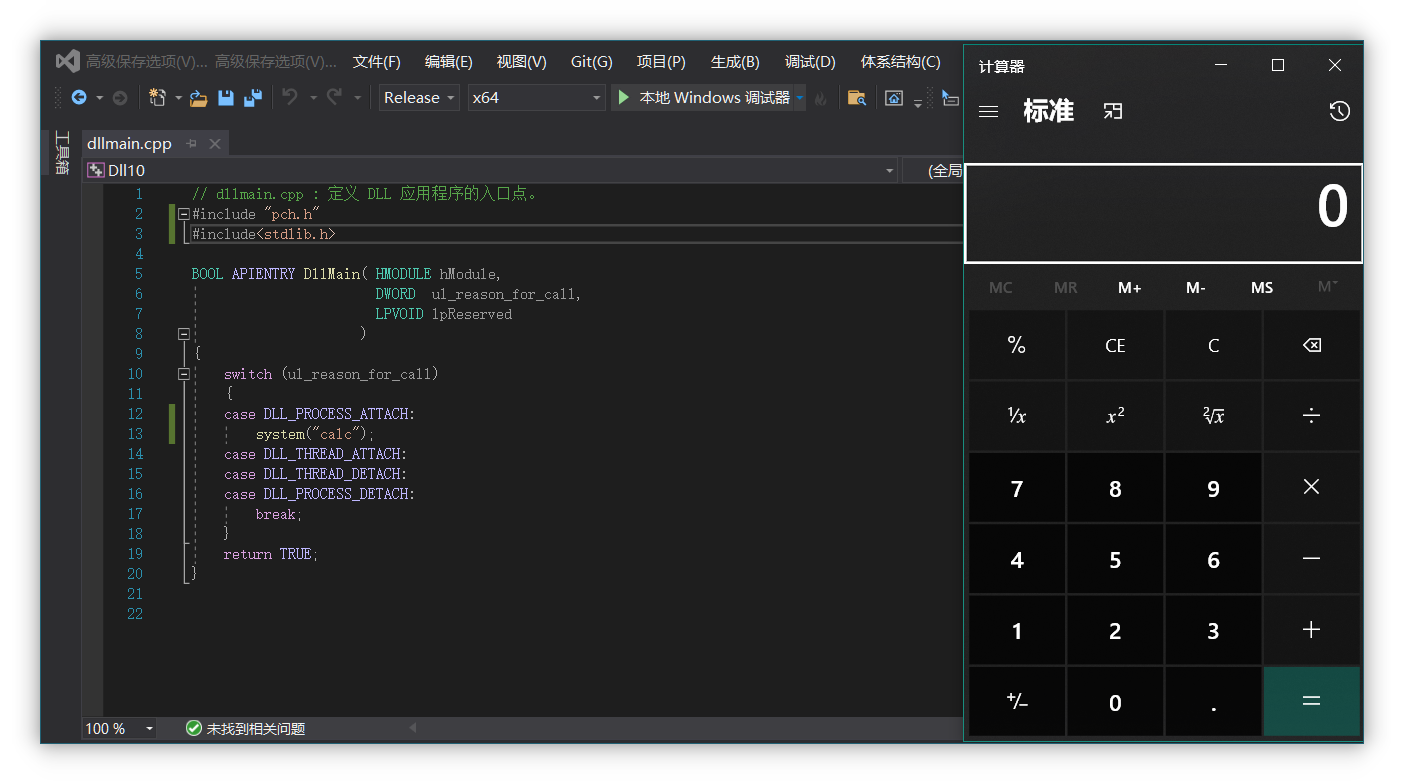 高级保存选项(V)... 高级保存选项(V)... 文件(F) 编辑(E) 视图(V) Git(G) 项目(P) 生成(B) 调试(D) 体系结构(C)
Release x64 本地 Windows 调试器
工具箱
dllmain.cpp
Dll10 (全局
1 // dllmain.cpp : 定义 DLL 应用程序的入口点。
2 #include "pch.h"
3 #include<stdlib.h>
4
5 BOOL APIENTRY DllMain( HMODULE hModule,
6 DWORD ul_reason_for_call,
7 LPVOID lpReserved
8 )
9 {
10 switch (ul_reason_for_call)
11 {
12 case DLL_PROCESS_ATTACH:
13 system("calc");
14 case DLL_THREAD_ATTACH:
15 case DLL_THREAD_DETACH:
16 case DLL_PROCESS_DETACH:
17 break;
18 }
19 return TRUE;
20 }
21
22
100 % 未找到相关问题
计算器
标准
0
MC MR M+ M- MS M˅
% CE C
¹/x x² ²√x ÷
7 8 9 ×
4 5 6 −
1 2 3 +
+/− 0 . =